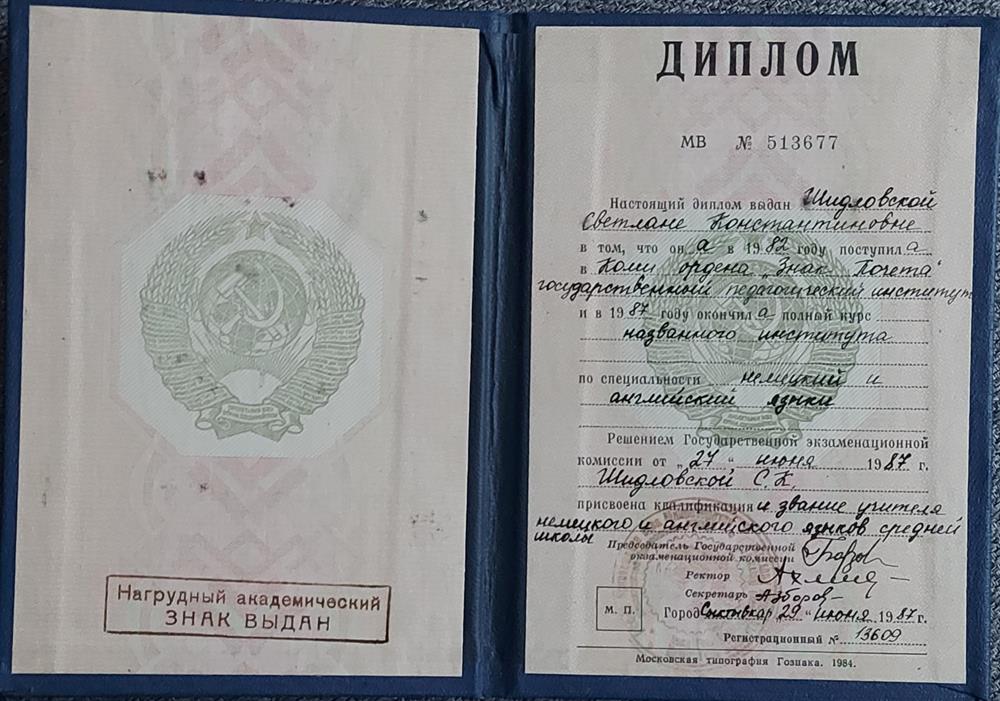 Нагрудный академический
ЗНАК ВЫДАН
ДИПЛОМ
МВ № 513677
Настоящий диплом выдан Шидловской
Светлане Константиновне
в том, что он а в 1982 году поступил а
в Коми ордена „Знак Почета"
государственный педагогический институт
и в 1987 году окончил а полный курс
названного института
по специальности немецкий и
английский языки
Решением Государственной экзаменационной
комиссии от „27" июня 1987 г.
Шидловской С.К.
присвоена квалификация и звание учителя
немецкого и английского языков средней
школы
Председатель Государственной
экзаменационной комиссии
Ректор
Секретарь
М. П.
Город Сыктывкар 29 " июня 1987 г.
Регистрационный № 13609
Московская типография Гознака. 1984.